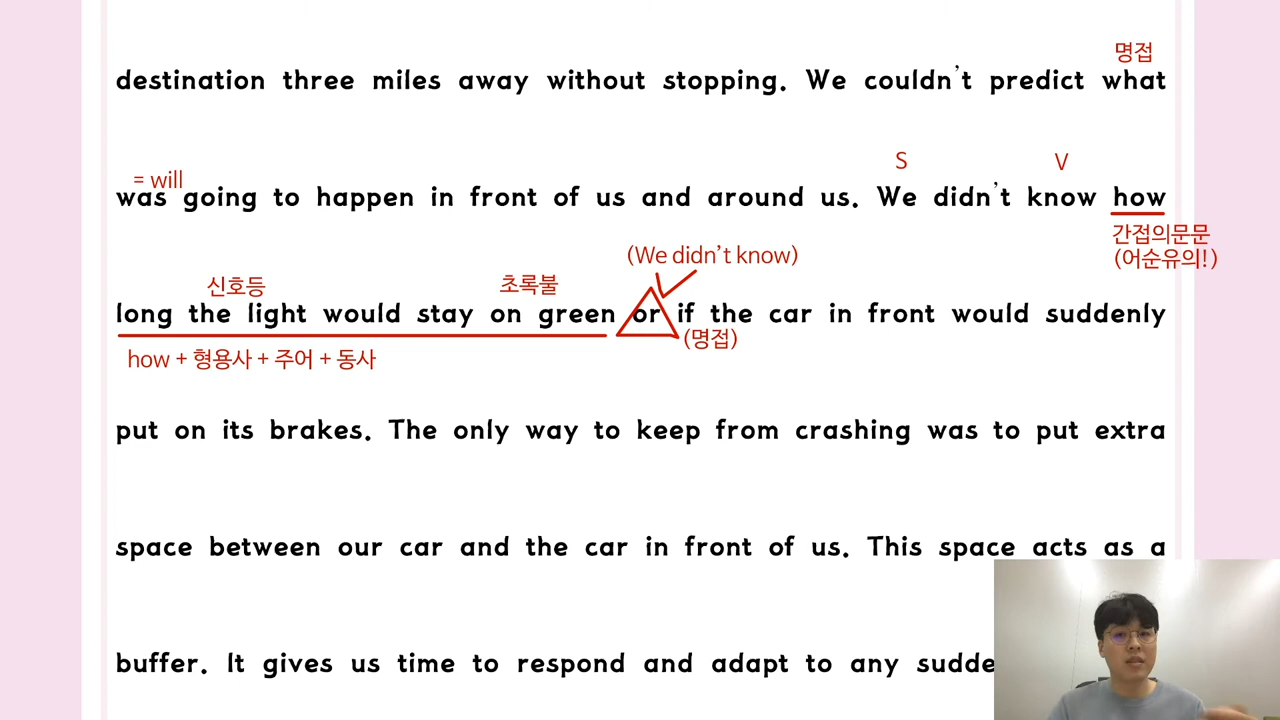 명접
destination three miles away without stopping. We couldn't predict what
= will
S V
was going to happen in front of us and around us. We didn't know how
간접의문문
(어순유의!)
(We didn't know)
신호등 초록불
long the light would stay on green or if the car in front would suddenly
(명접)
how + 형용사 + 주어 + 동사
put on its brakes. The only way to keep from crashing was to put extra
space between our car and the car in front of us. This space acts as a
buffer. It gives us time to respond and adapt to any